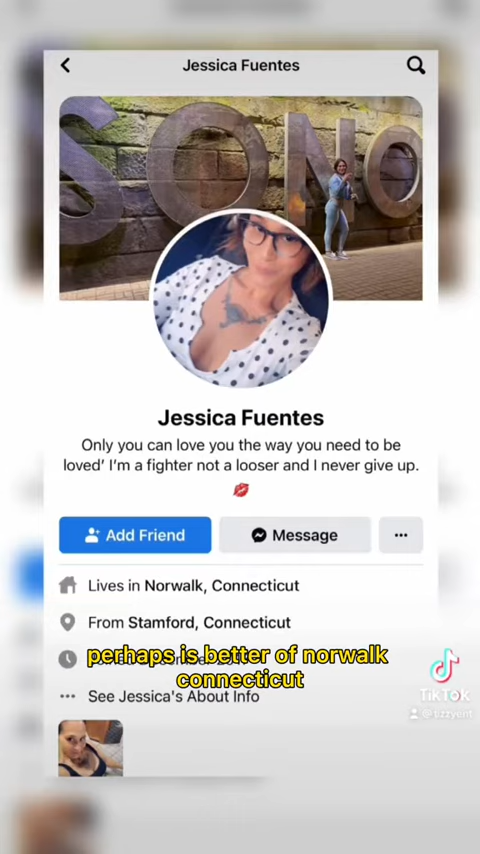 Jessica Fuentes
SONO
Jessica Fuentes
Only you can love you the way you need to be
loved' I'm a fighter not a looser and I never give up.
Add Friend
Message
Lives in Norwalk, Connecticut
From Stamford, Connecticut
perhaps is better of norwalk
connecticut
See Jessica's About Info
TikTok